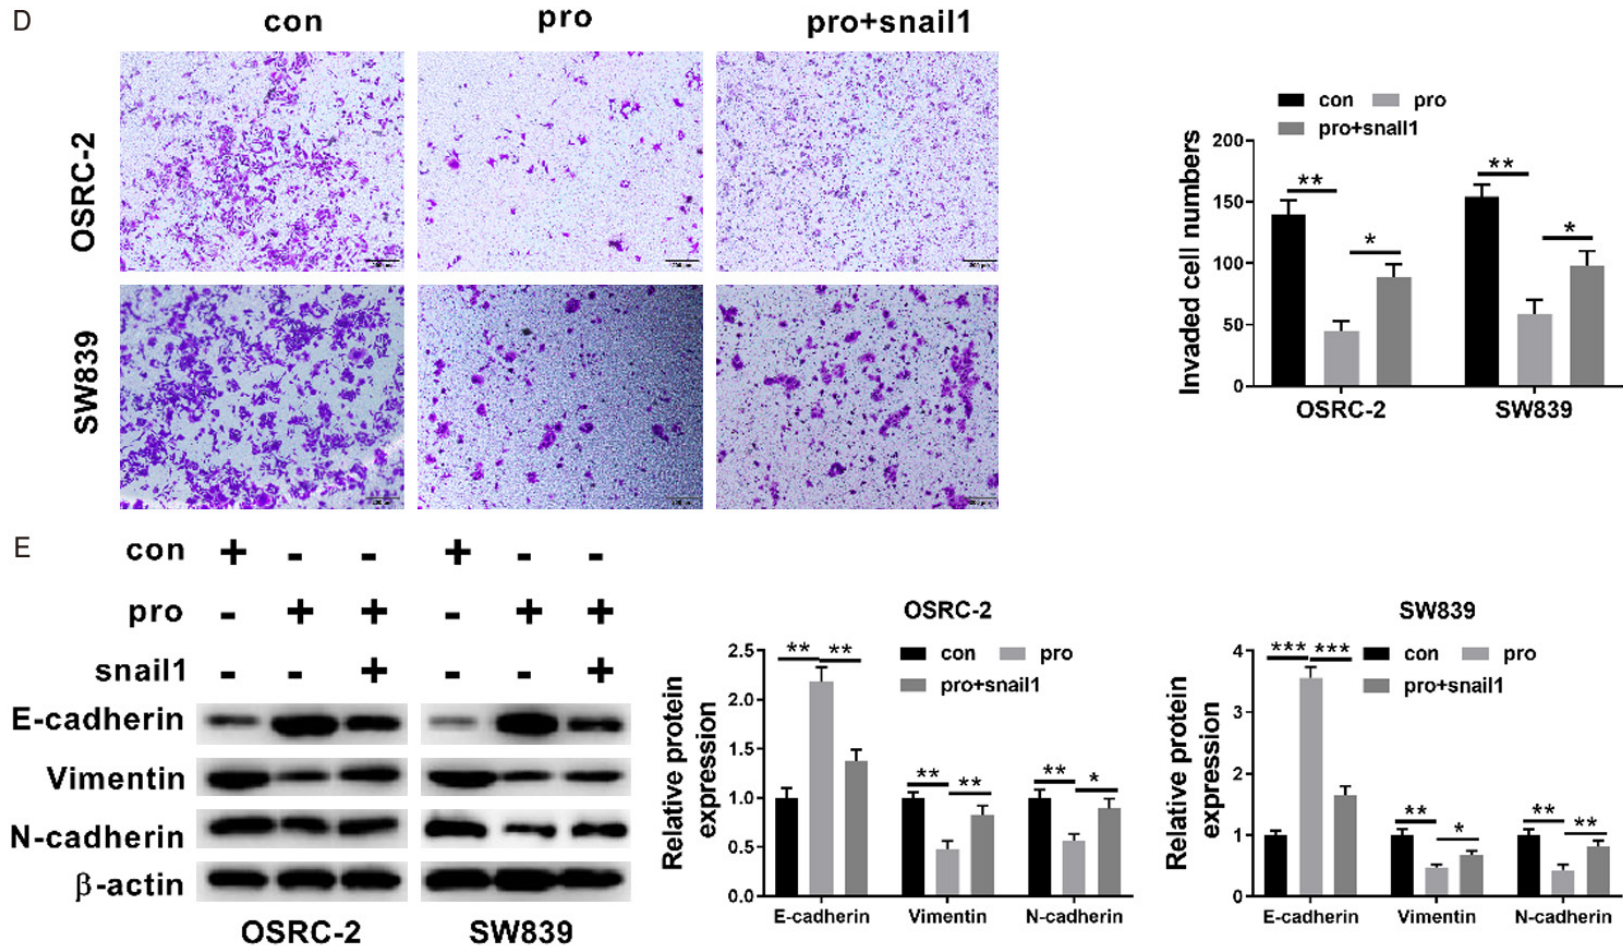 D
con pro pro+snail1
OSRC-2
SW839
con pro
pro+snail1
Invaded cell numbers
200
150
100
50
0
** * ** *
OSRC-2 SW839
E
con + - - + - -
pro - + + - + +
snail1 - - + - - +
E-cadherin
Vimentin
N-cadherin
β-actin
OSRC-2 SW839
OSRC-2
con pro
pro+snail1
Relative protein
expression
2.5
2.0
1.5
1.0
0.5
0.0
** ** ** ** ** *
E-cadherin Vimentin N-cadherin
SW839
con pro
pro+snail1
Relative protein
expression
4
3
2
1
0
*** *** ** * ** **
E-cadherin Vimentin N-cadherin